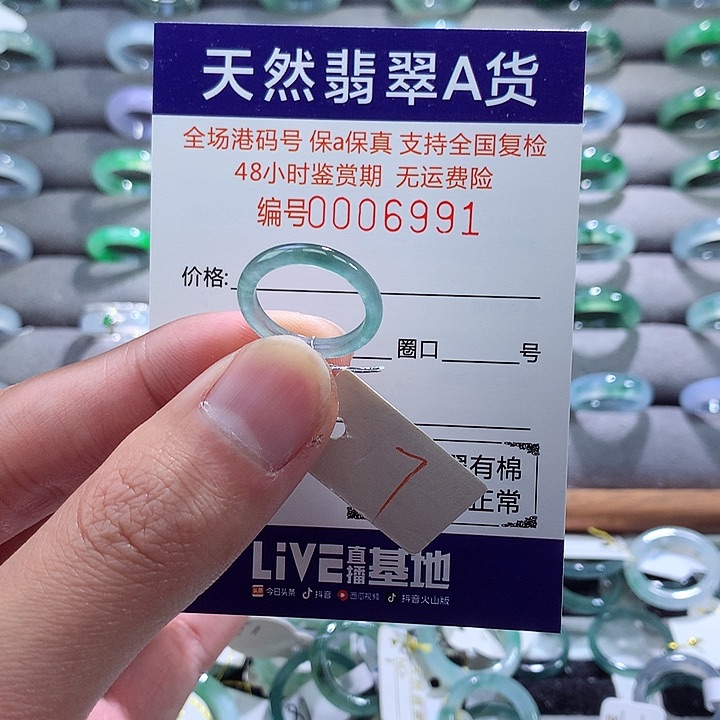 天然翡翠A货
全场港码号 保a保真 支持全国复检
48小时鉴赏期 无运费险
编号0006991
价格:
圈口 号
7
有棉
正常
LiVE直播基地
头条 今日头条 抖音 西瓜视频 抖音火山版